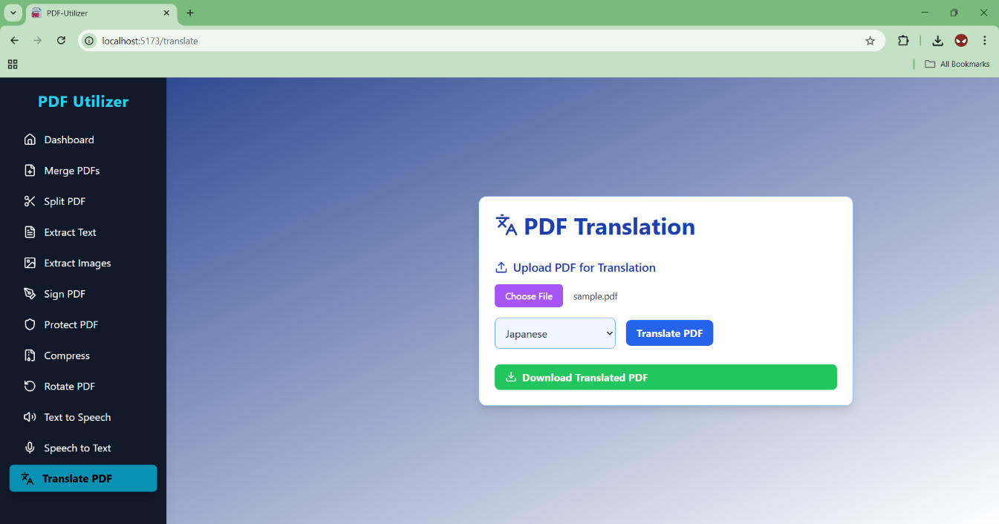 PDF-Utilizer
localhost:5173/translate
All Bookmarks
PDF Utilizer
Dashboard
Merge PDFs
Split PDF
Extract Text
Extract Images
Sign PDF
Protect PDF
Compress
Rotate PDF
Text to Speech
Speech to Text
Translate PDF
PDF Translation
Upload PDF for Translation
Choose File sample.pdf
Japanese Translate PDF
Download Translated PDF